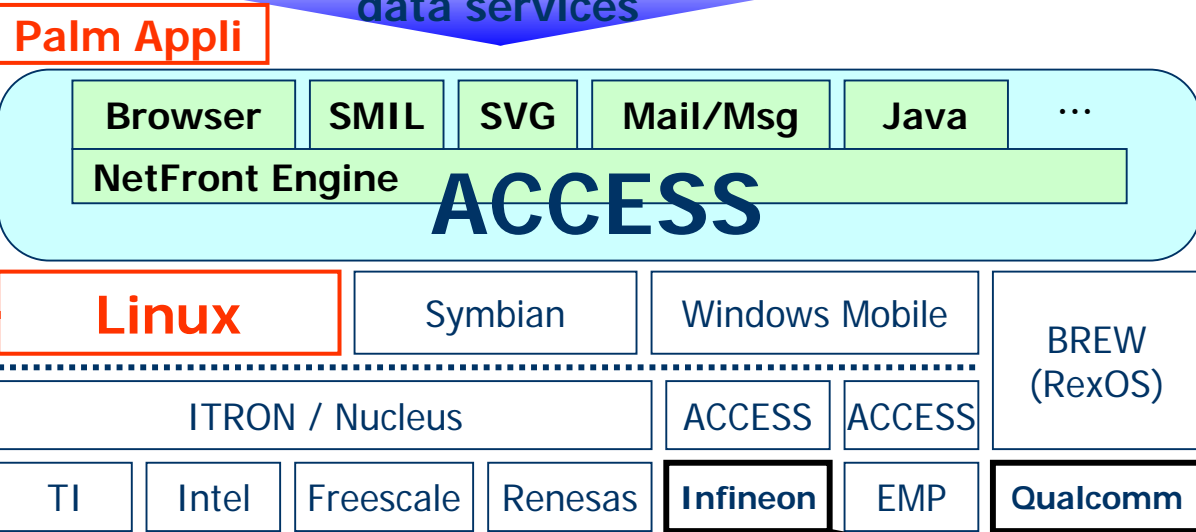 data services
Palm Appli
Browser SMIL SVG Mail/Msg Java ...
NetFront Engine
ACCESS
Linux Symbian Windows Mobile
BREW
(RexOS)
ITRON / Nucleus ACCESS ACCESS
TI Intel Freescale Renesas Infineon EMP Qualcomm